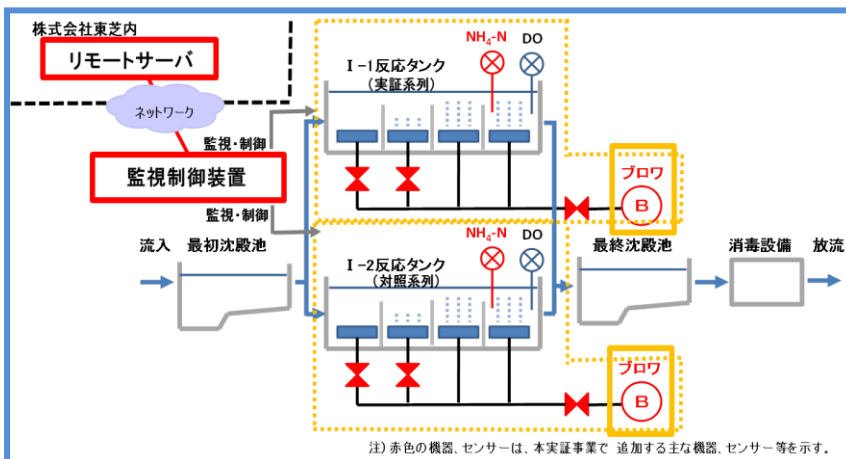 株式会社東芝内
リモートサーバ
ネットワーク
監視・制御
監視制御装置
監視・制御
Ⅰ-1反応タンク
(実証系列)
NH4-N
DO
ブロワ
B
流入
最初沈殿池
Ⅰ-2反応タンク
(対照系列)
NH4-N
DO
最終沈殿池
消毒設備
放流
ブロワ
B
注）赤色の機器、センサーは、本実証事業で 追加する主な機器、センサー等を示す。